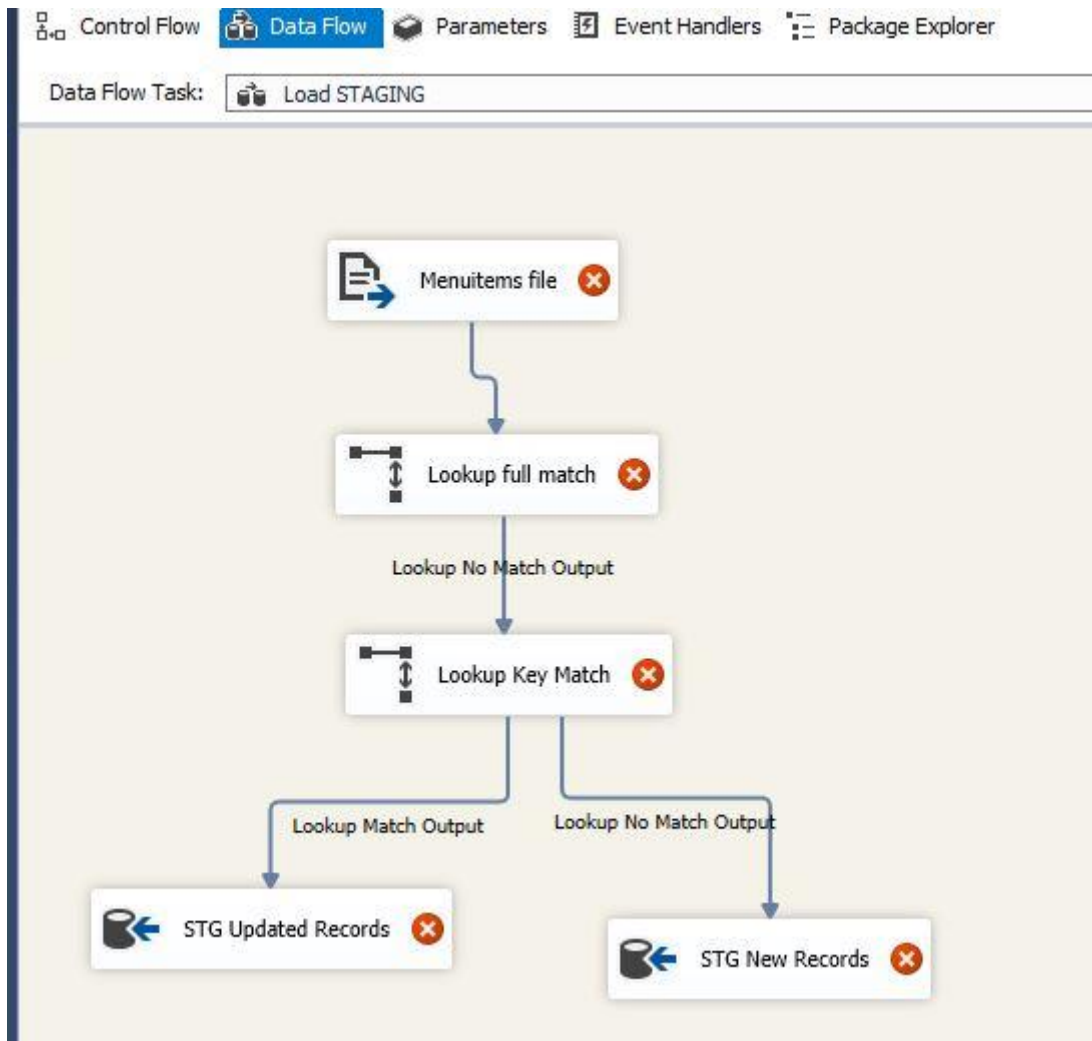 Control Flow Data Flow Parameters Event Handlers Package Explorer
Data Flow Task: Load STAGING
Menuitems file
Lookup full match
Lookup No Match Output
Lookup Key Match
Lookup Match Output Lookup No Match Output
STG Updated Records
STG New Records